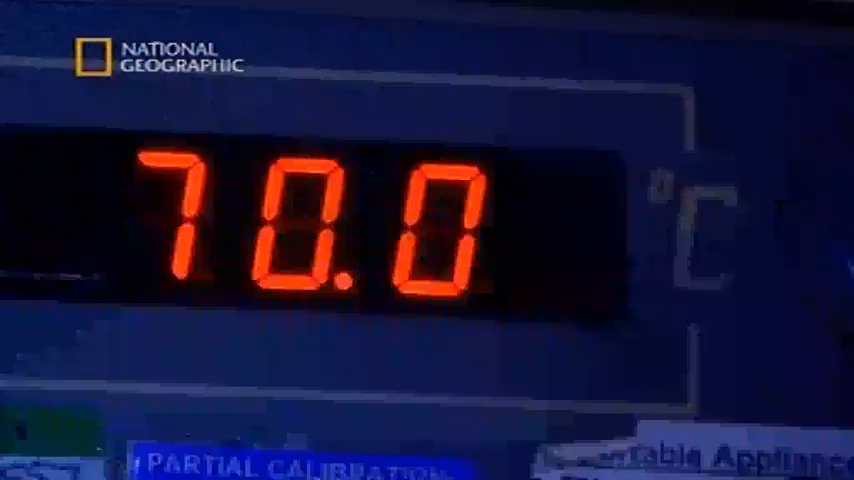 NATIONAL
GEOGRAPHIC
70.0
°C
PARTIAL CALIBRATION
Appliance